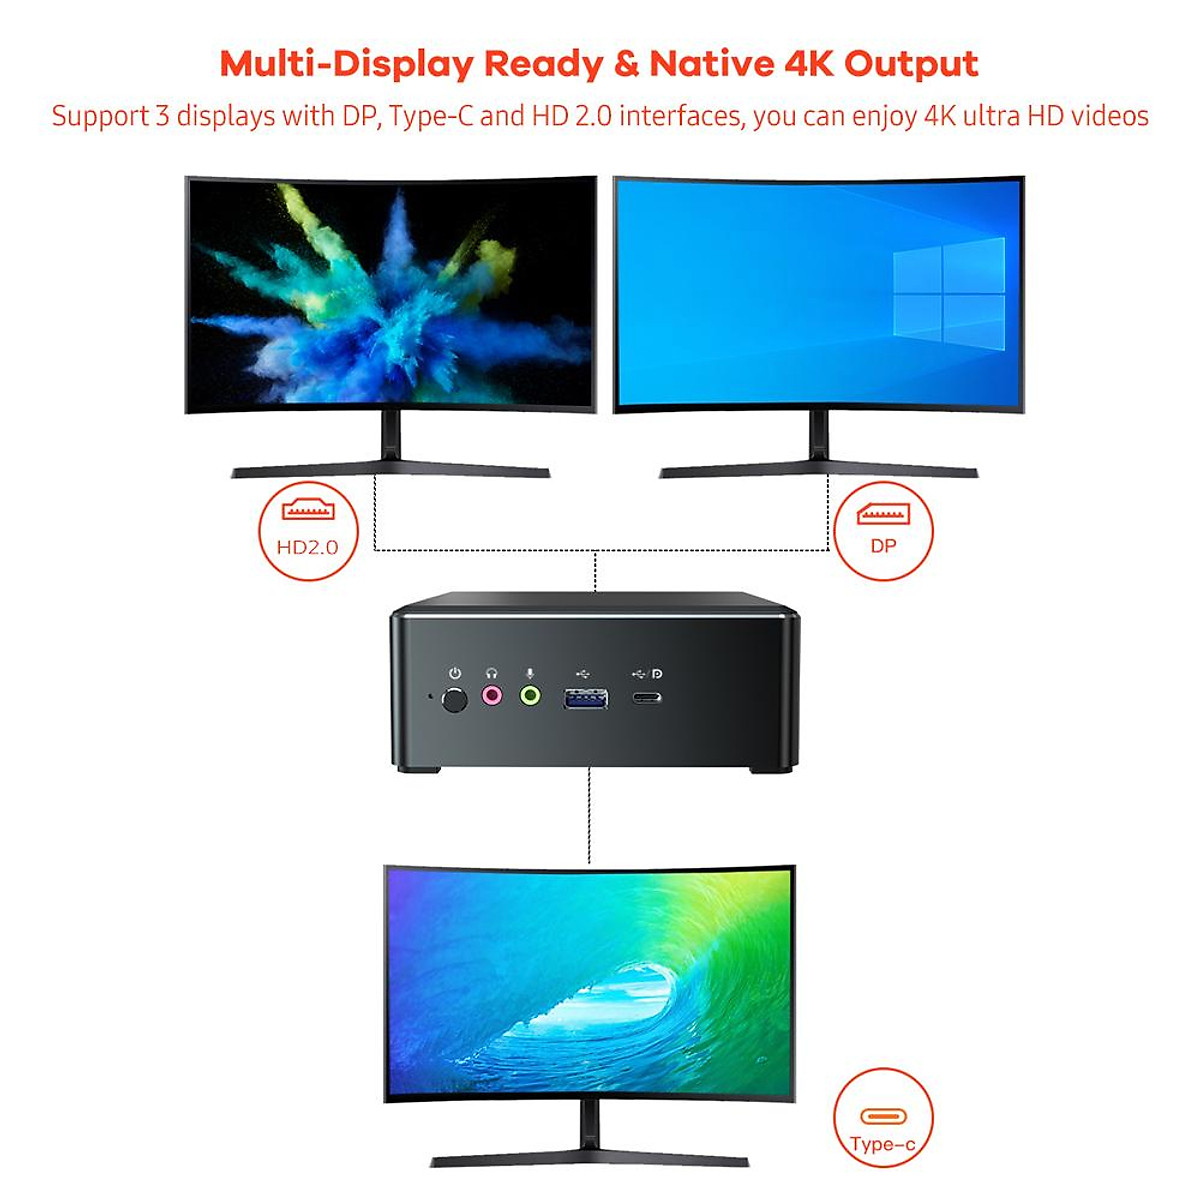 Multi-Display Ready & Native 4K Output
Support 3 displays with DP, Type-C and HD 2.0 interfaces, you can enjoy 4K ultra HD videos
HD2.0
DP
Type-c